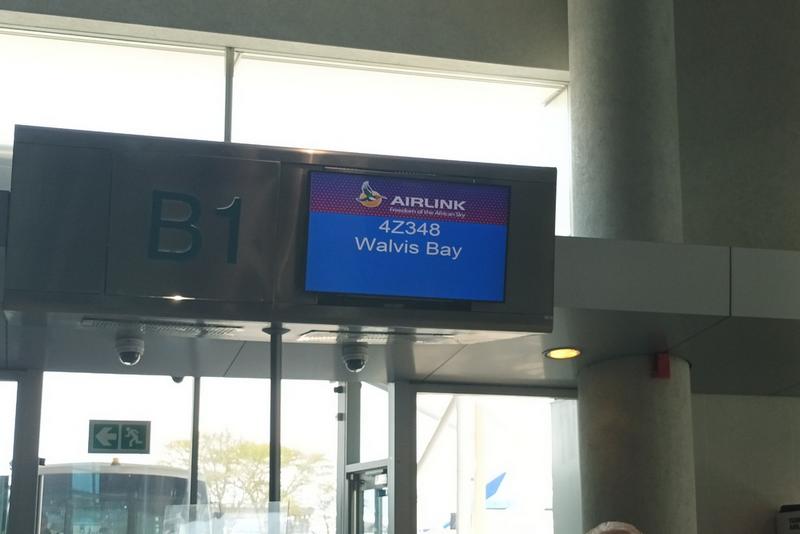 B1
AIRLINK
Freedom of the African Sky
4Z348
Walvis Bay